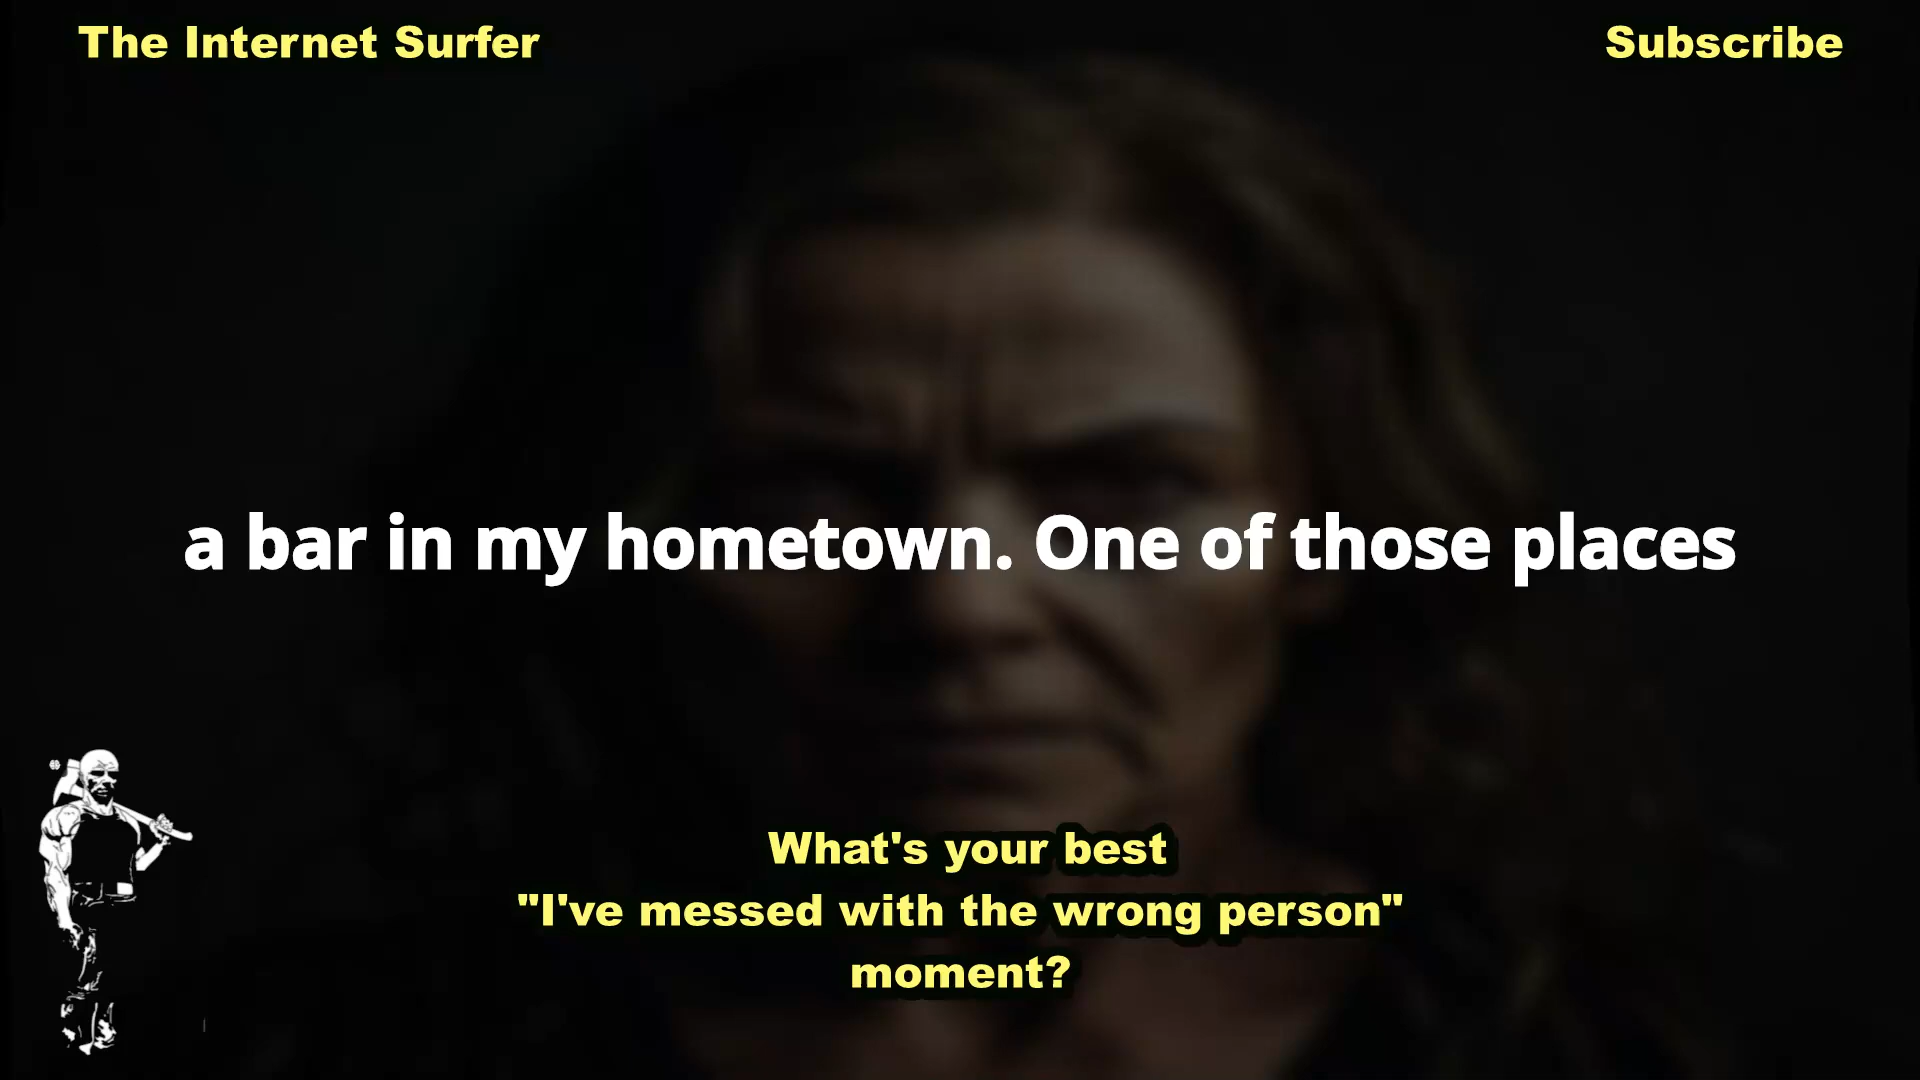 The Internet Surfer
Subscribe
a bar in my hometown. One of those places
What's your best
"I've messed with the wrong person"
moment?